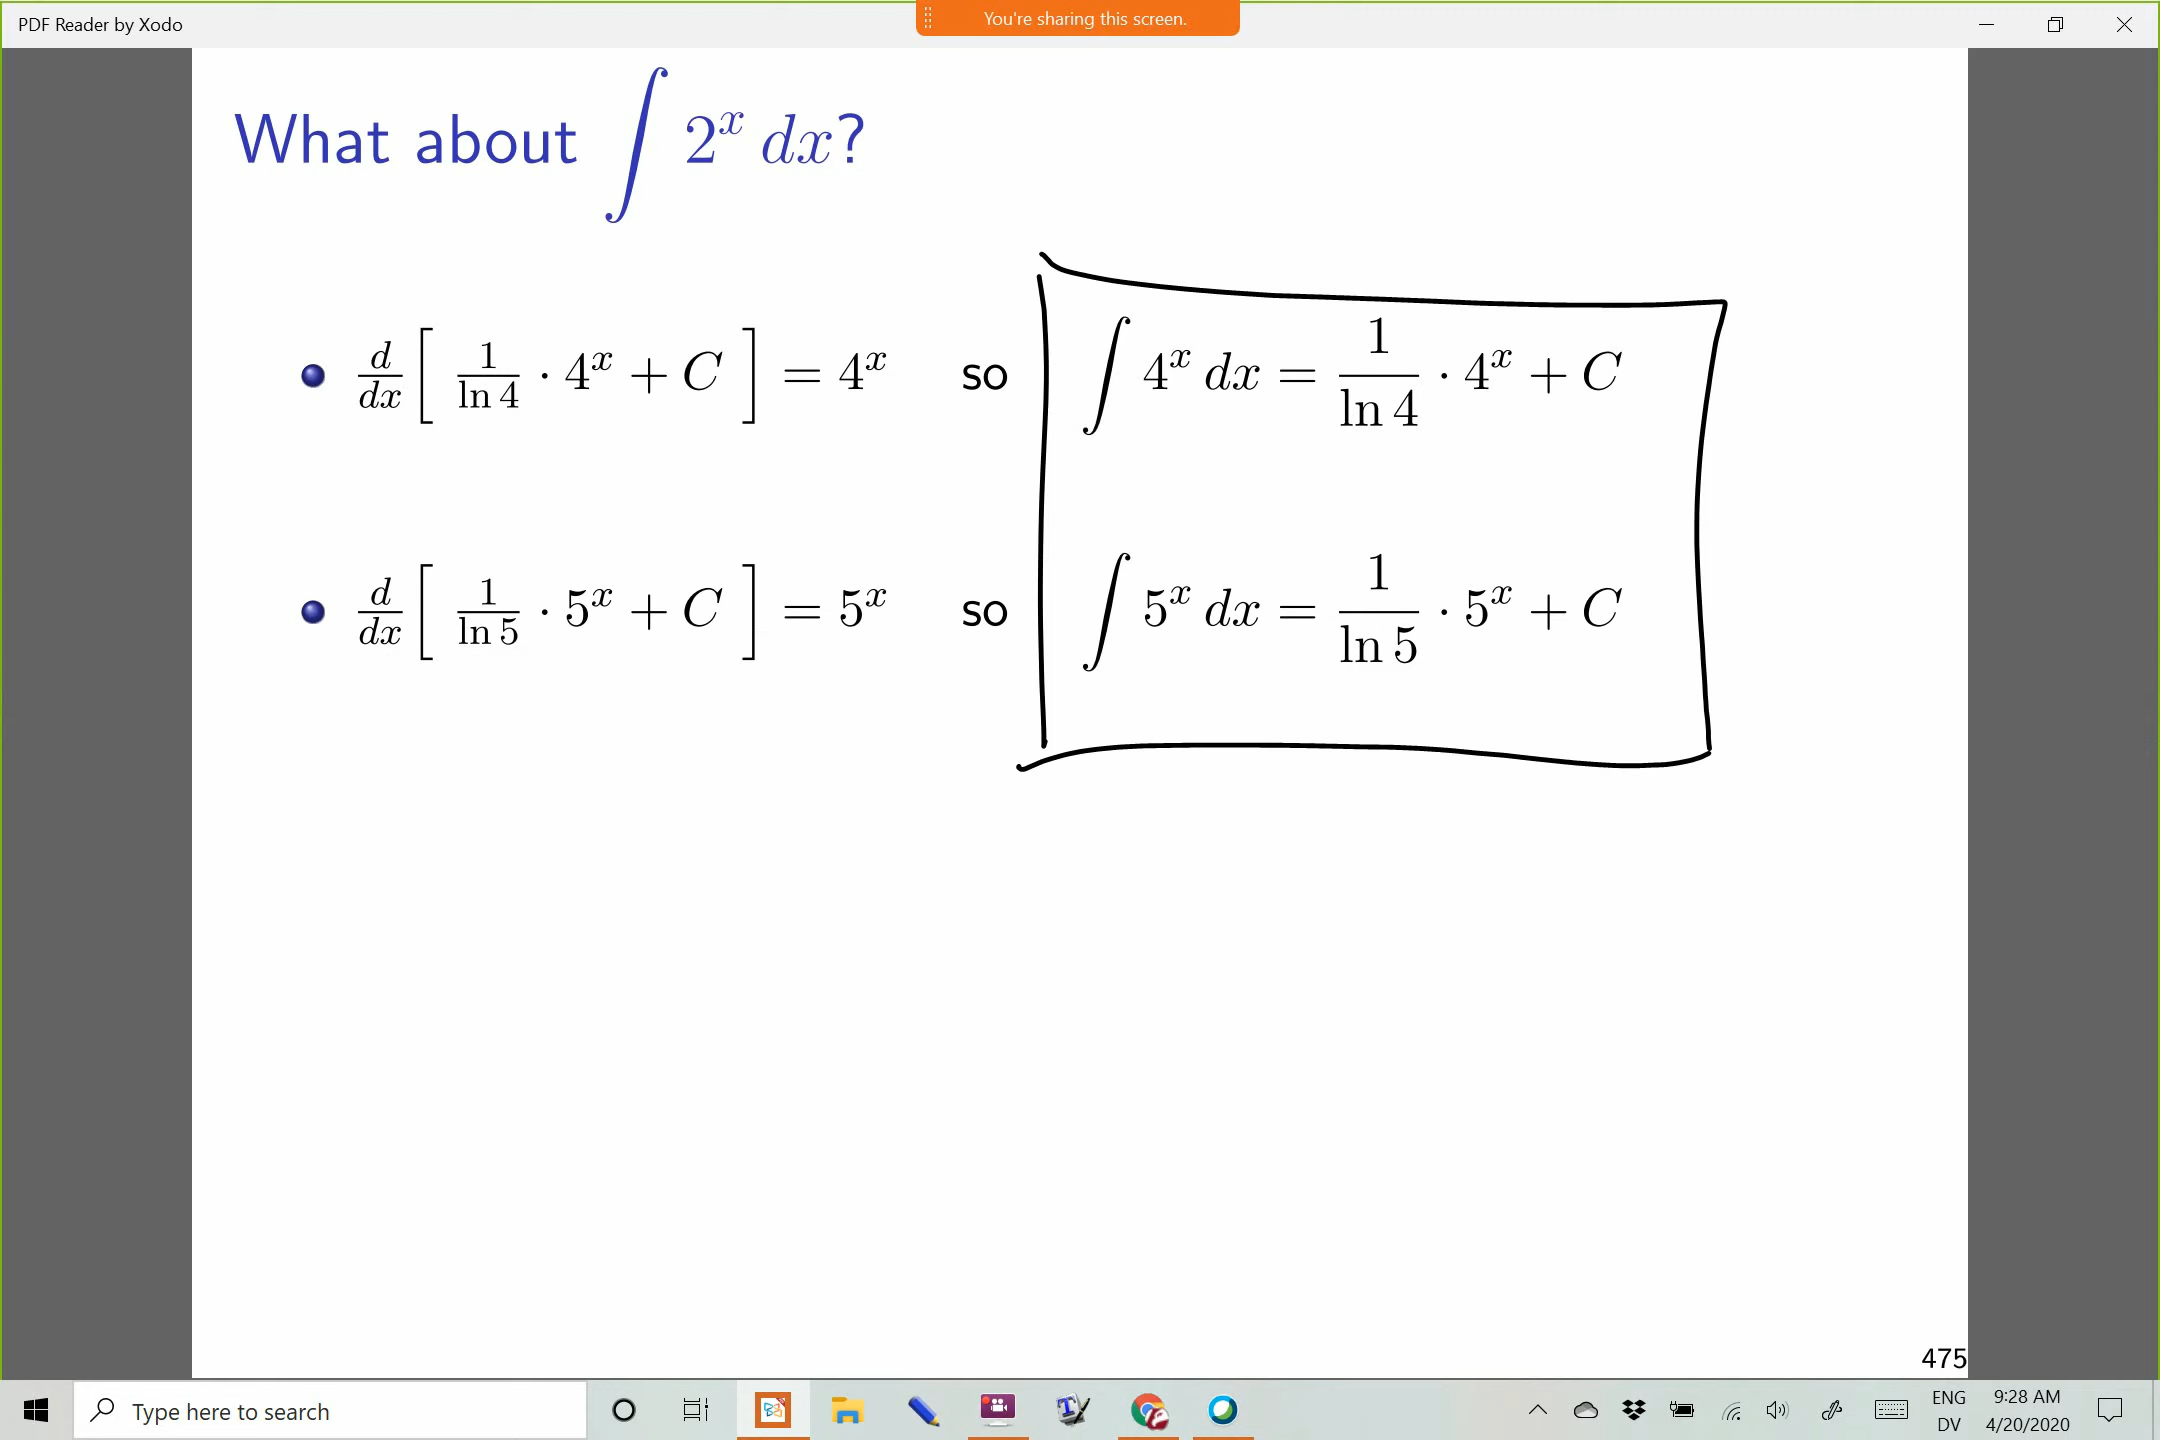 PDF Reader by Xodo
You're sharing this screen.
What about ∫ 2^x dx?
d/dx [ 1/ln 4 · 4^x + C ] = 4^x so ∫ 4^x dx = 1/ln 4 · 4^x + C
d/dx [ 1/ln 5 · 5^x + C ] = 5^x so ∫ 5^x dx = 1/ln 5 · 5^x + C
475
Type here to search
ENG
DV
9:28 AM
4/20/2020